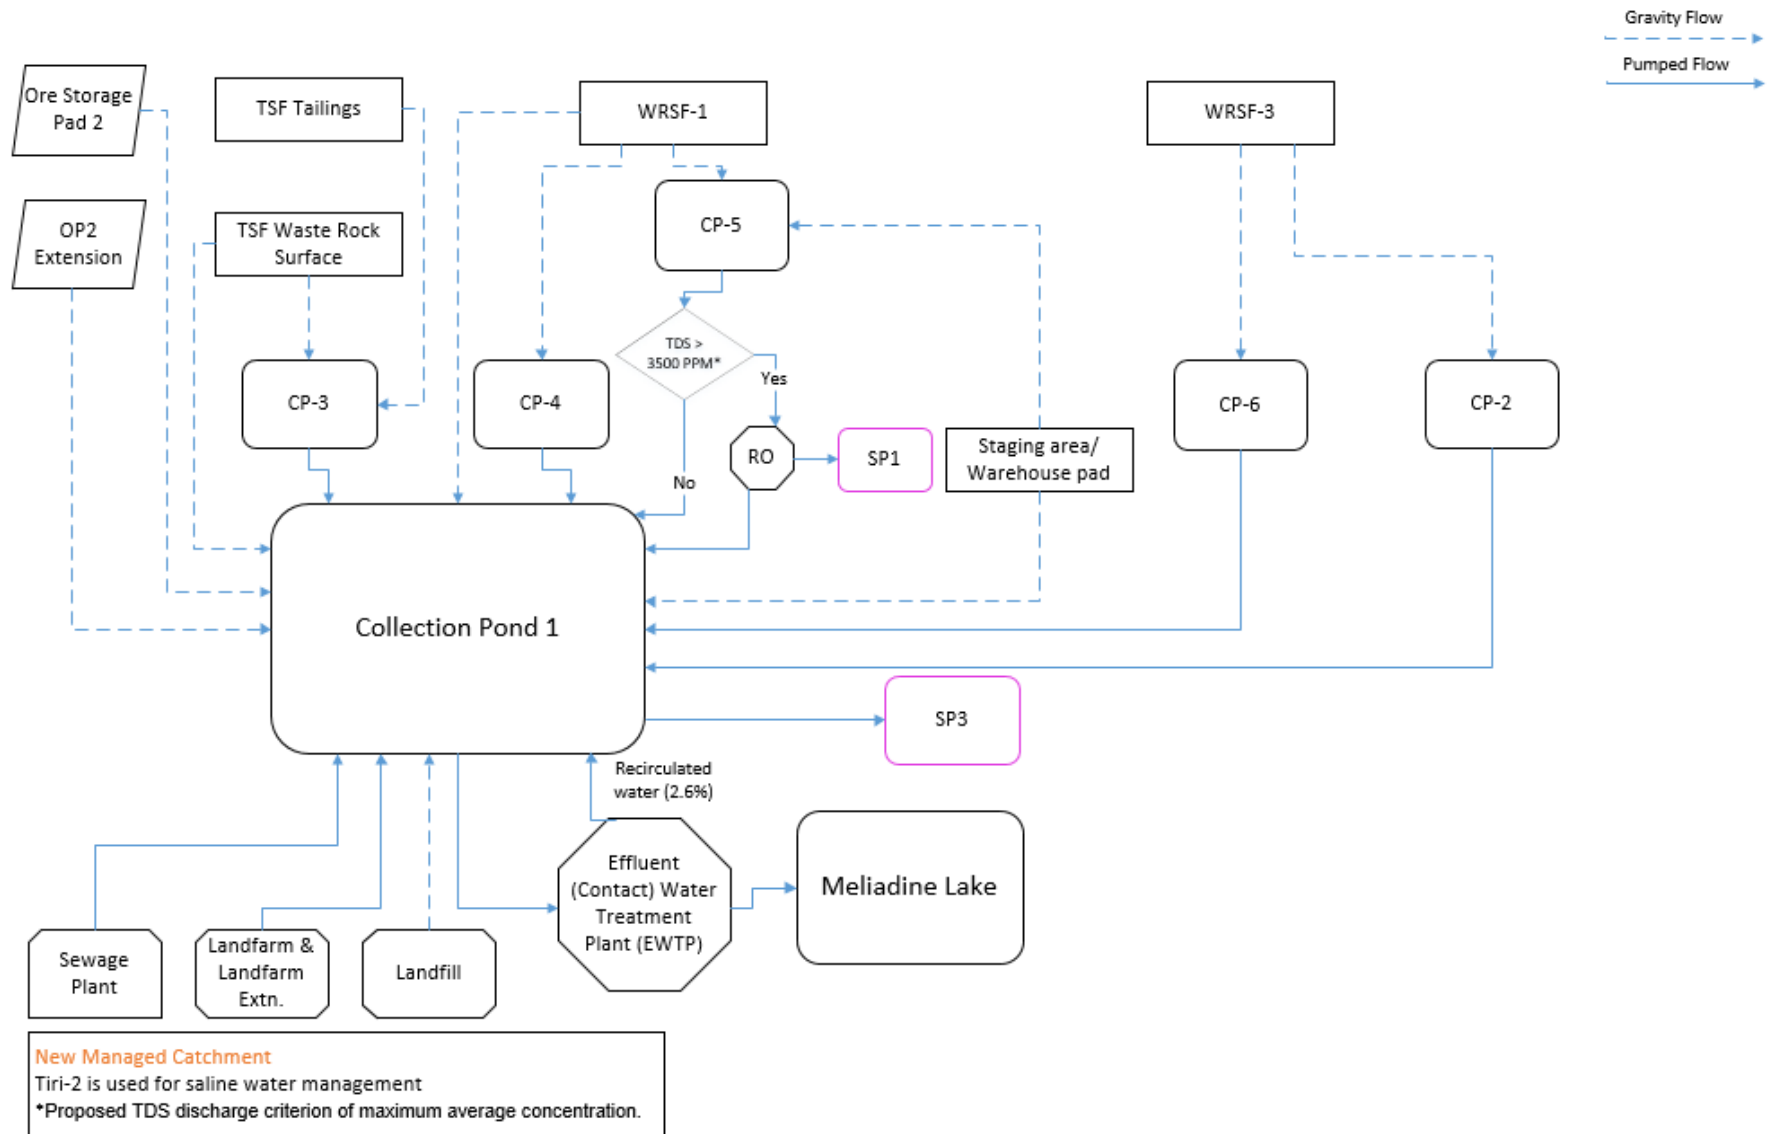 Gravity Flow
Pumped Flow
Ore Storage
Pad 2
TSF Tailings
WRSF-1
WRSF-3
OP2
Extension
TSF Waste Rock
Surface
CP-5
TDS >
3500 PPM*
Yes
No
CP-3
CP-4
RO
SP1
Staging area/
Warehouse pad
CP-6
CP-2
Collection Pond 1
SP3
Recirculated
water (2.6%)
Effluent
(Contact) Water
Treatment
Plant (EWTP)
Meliadine Lake
Sewage
Plant
Landfarm &
Landfarm
Extn.
Landfill
New Managed Catchment
Tiri-2 is used for saline water management
*Proposed TDS discharge criterion of maximum average concentration.